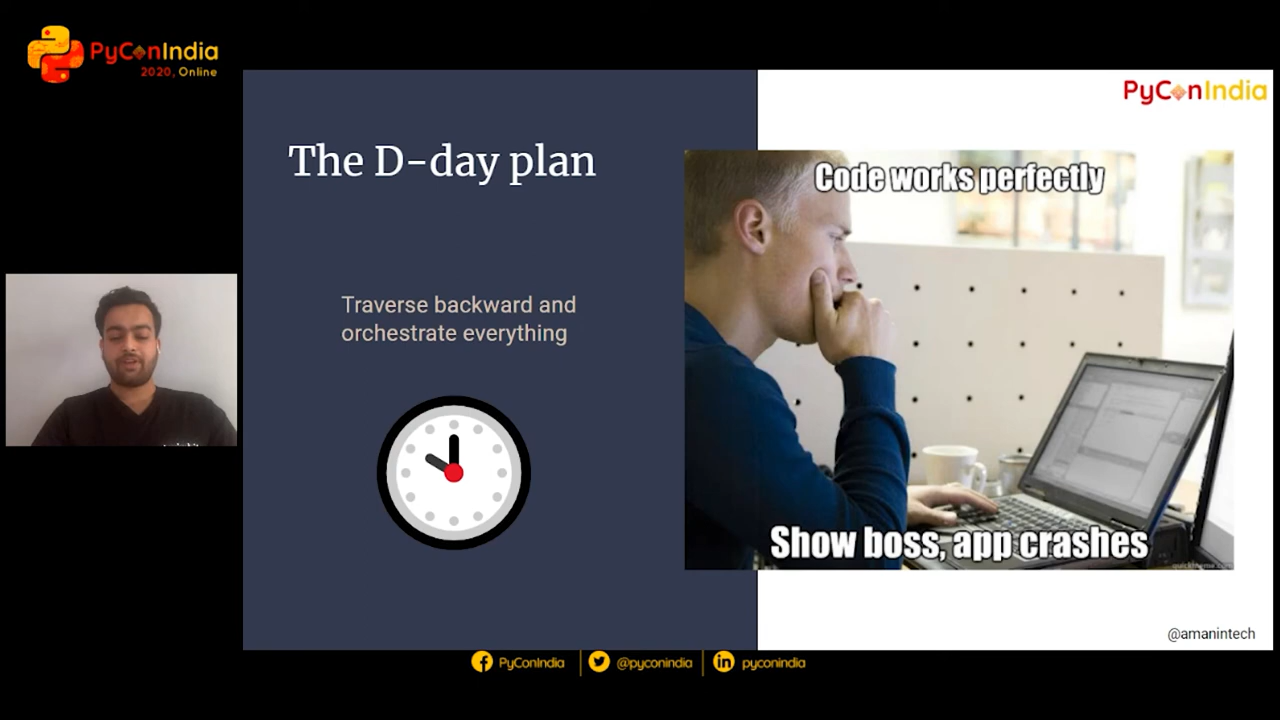 PyConIndia
2020, Online
PyConIndia
The D-day plan
Traverse backward and
orchestrate everything
Code works perfectly
Show boss, app crashes
@amanintech
PyConIndia
@pyconindia
pyconindia